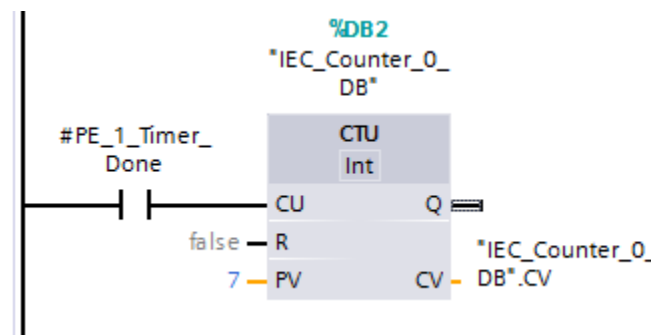 %DB2
"IEC_Counter_0_
DB"
#PE_1_Timer_
Done
CTU
Int
CU Q
false R
"IEC_Counter_0_
7 PV CV DB".CV